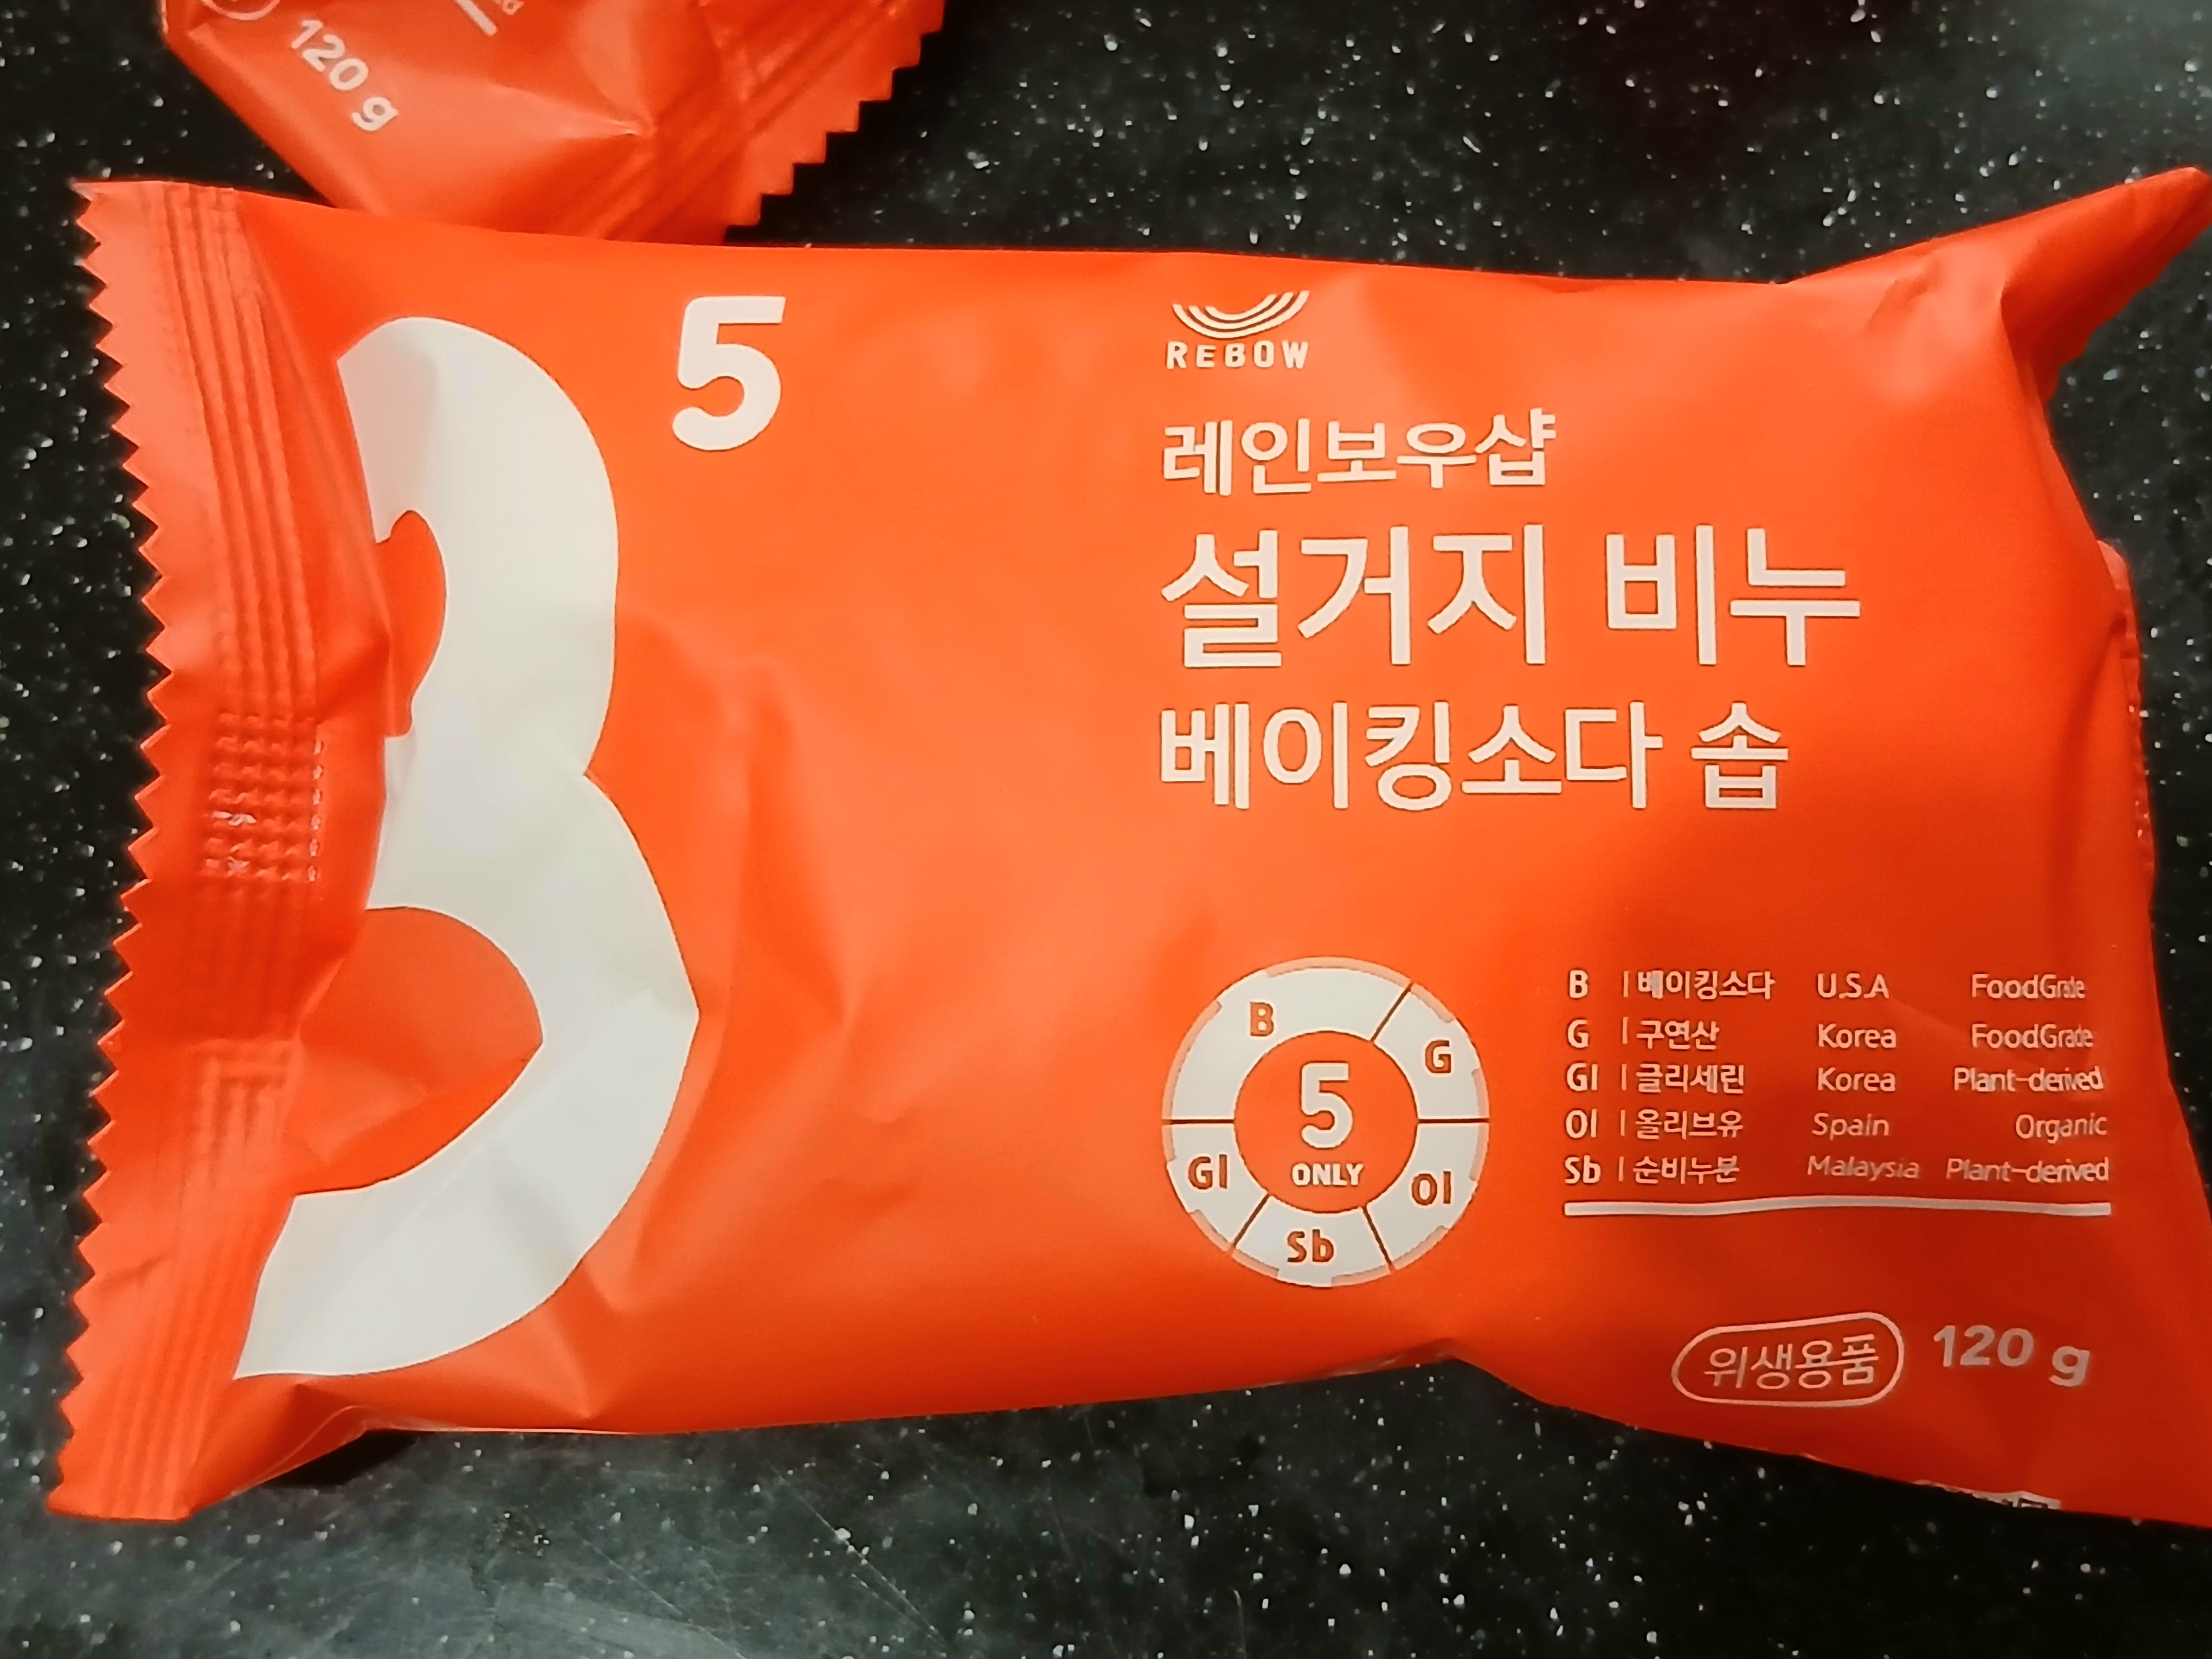 120 g
5
REBOW
레인보우샵
설거지 비누
베이킹소다 솝
B
G
5
ONLY
Gl
Ol
Sb
B | 베이킹소다 U.S.A FoodGrade
G | 구연산 Korea FoodGrade
Gl | 글리세린 Korea Plant-derived
Ol | 올리브유 Spain Organic
Sb | 순비누분 Malaysia Plant-derived
위생용품 120 g